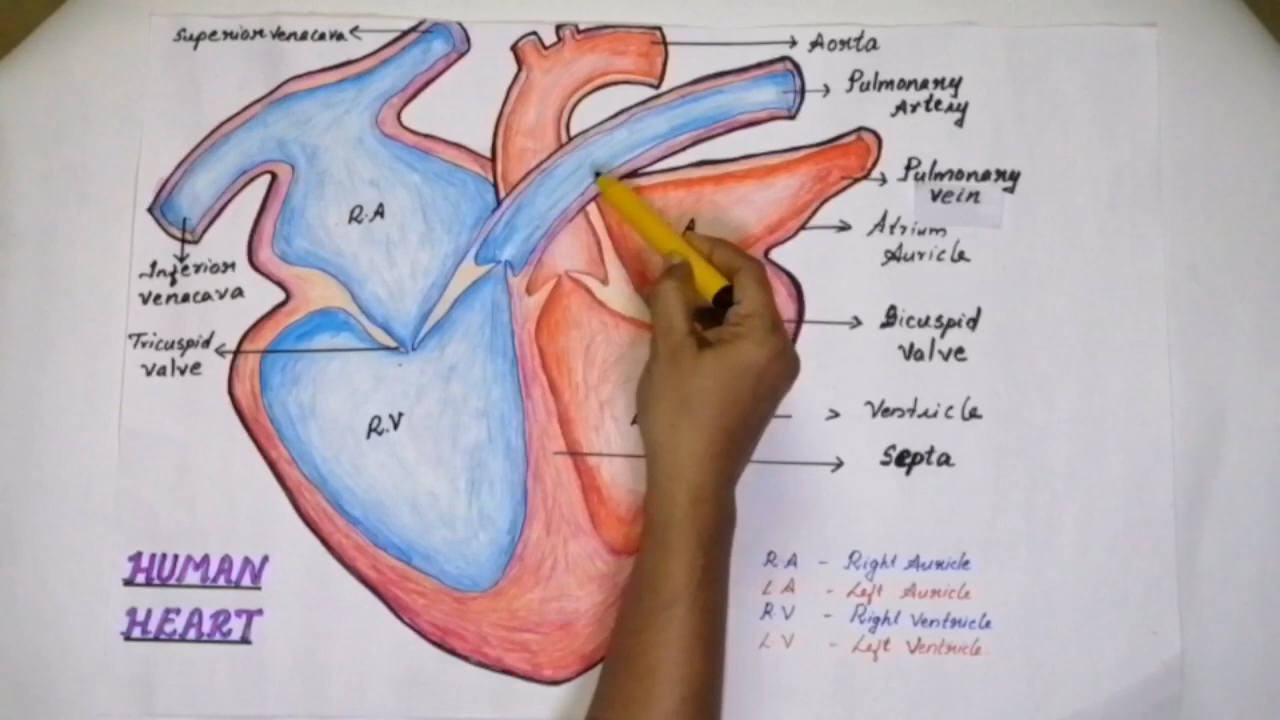 Superior venacava
Aorta
Pulmonary
Artery
Pulmonary
vein
Atrium
Auricle
R.A
A
Inferior
venacava
Tricuspid
valve
Bicuspid
valve
R.V
Ventricle
Septa
HUMAN
HEART
R.A - Right Auricle
L A - Left Auricle
R.V - Right Ventricle
L.V - Left Ventricle